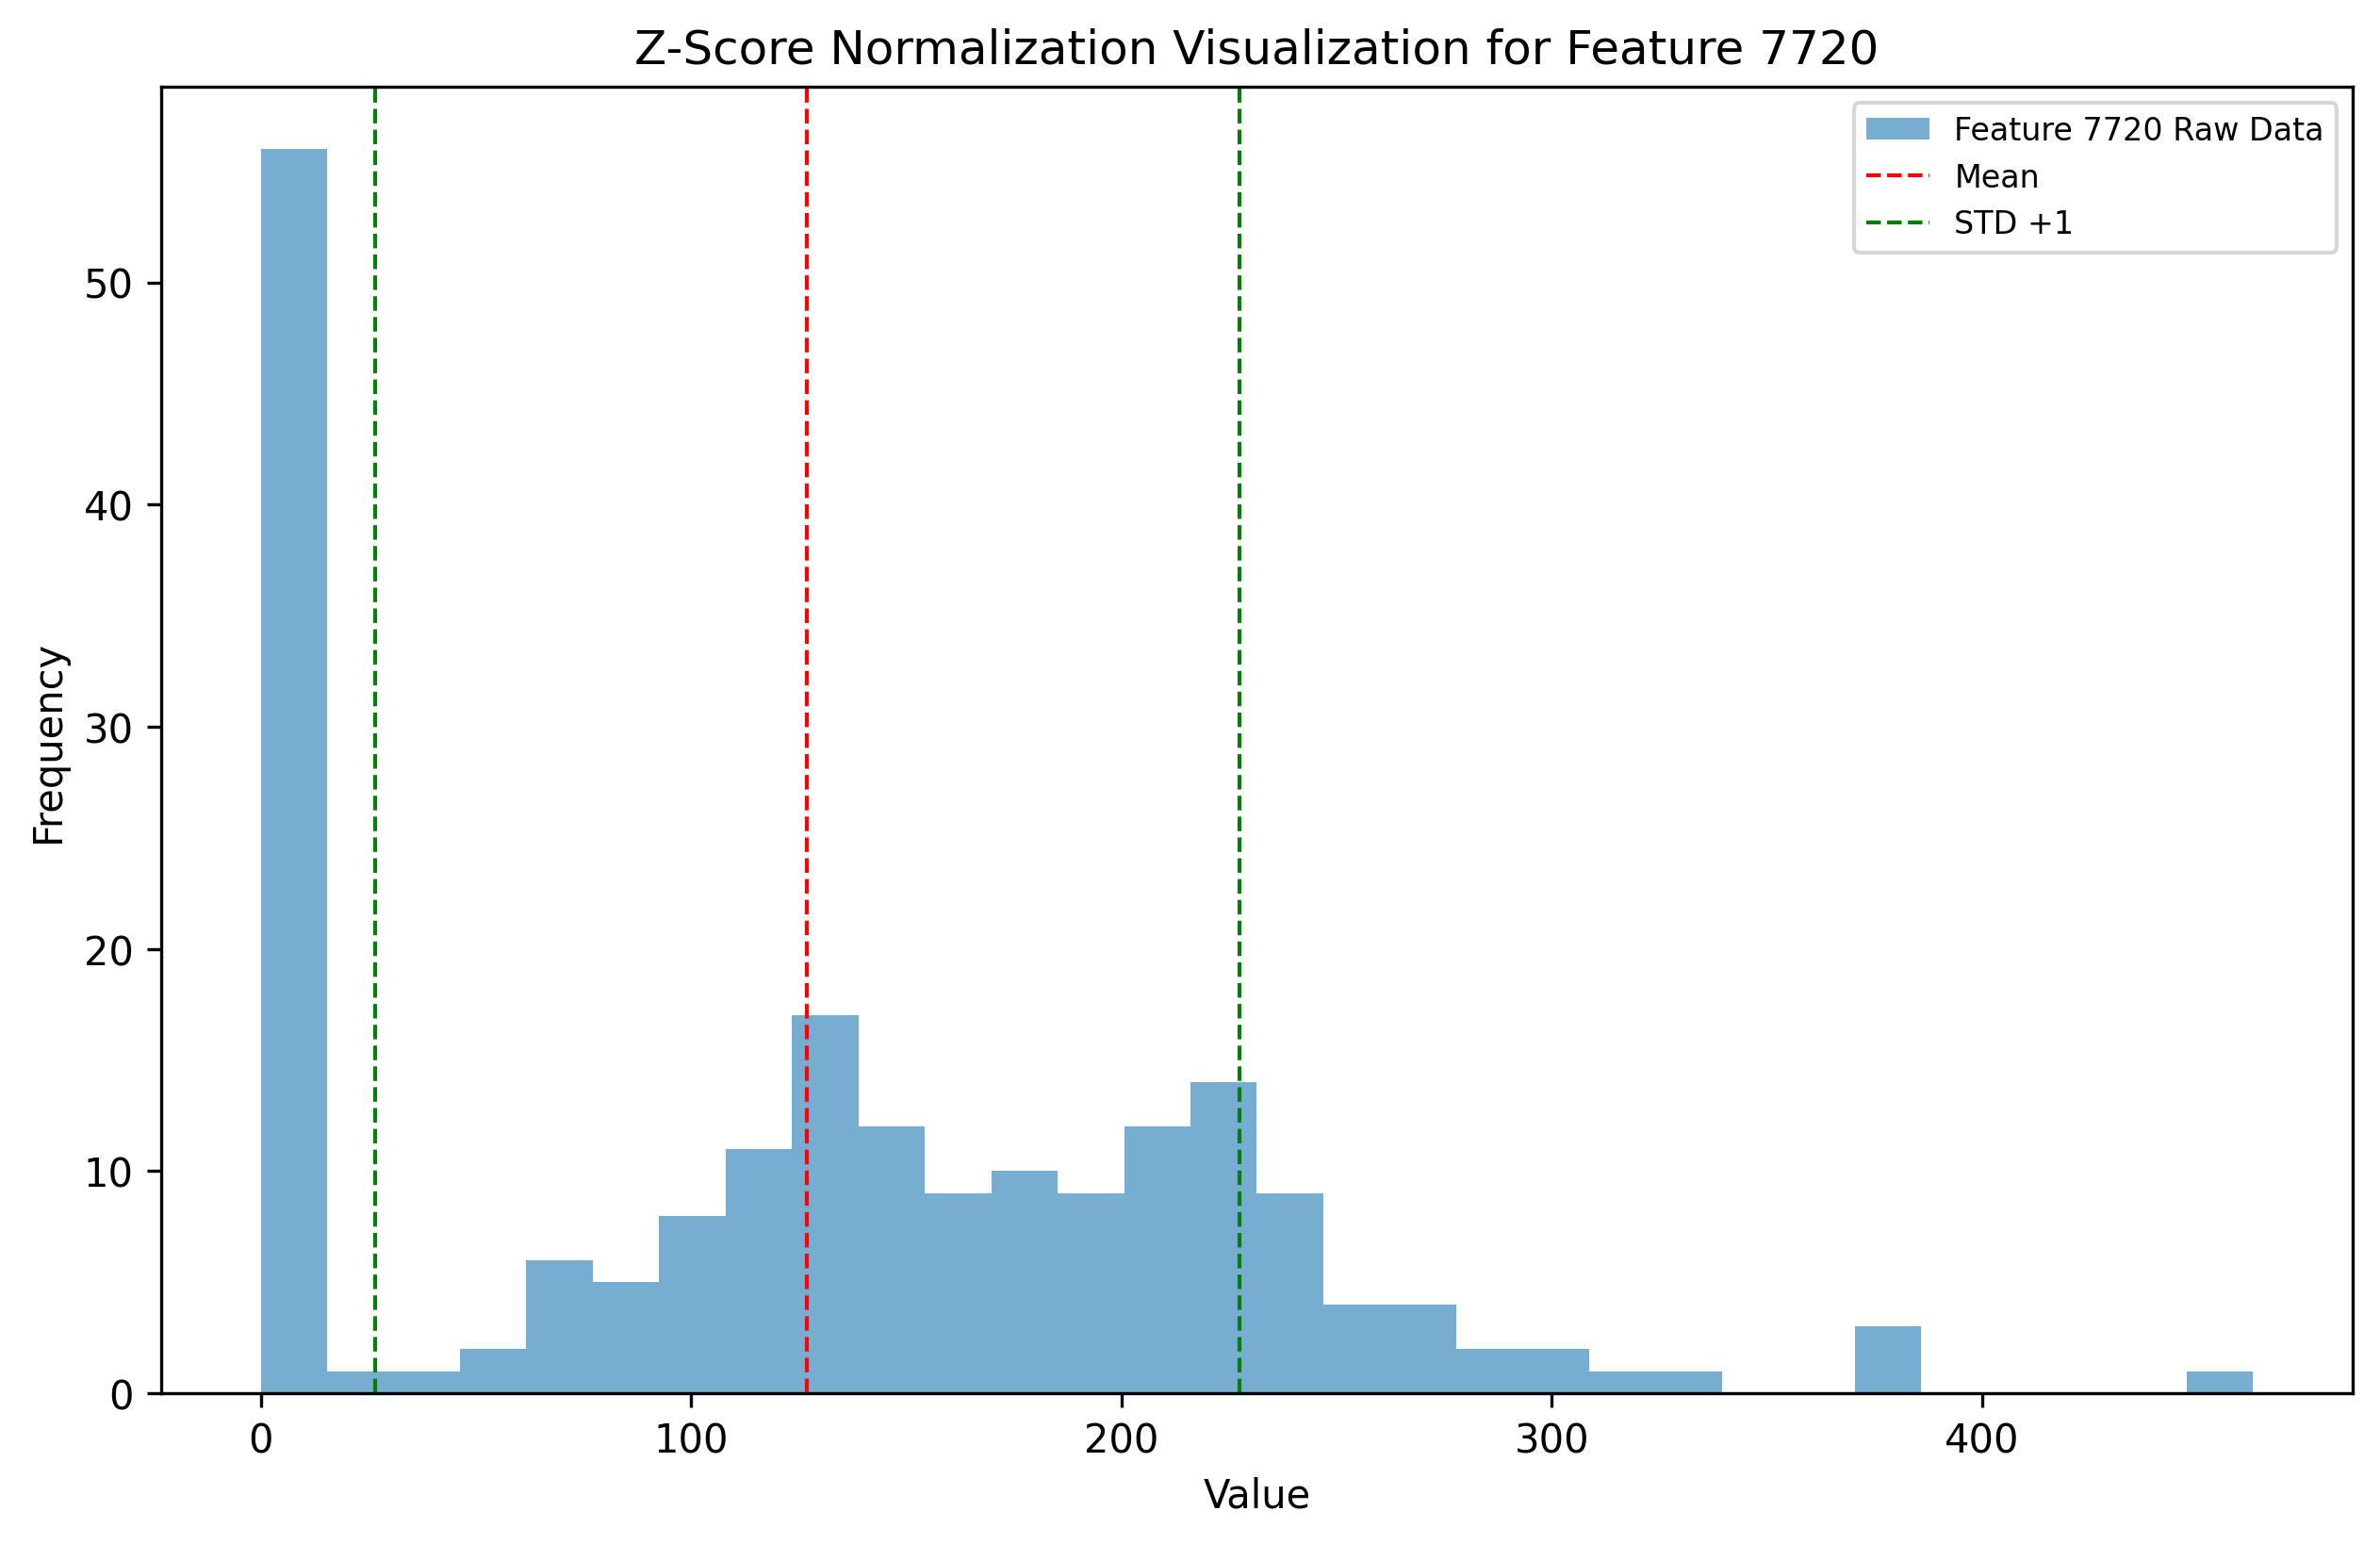 Z-Score Normalization Visualization for Feature 7720
Feature 7720 Raw Data
Mean
STD +1
50
40
30
20
10
0
Frequency
0 100 200 300 400
Value